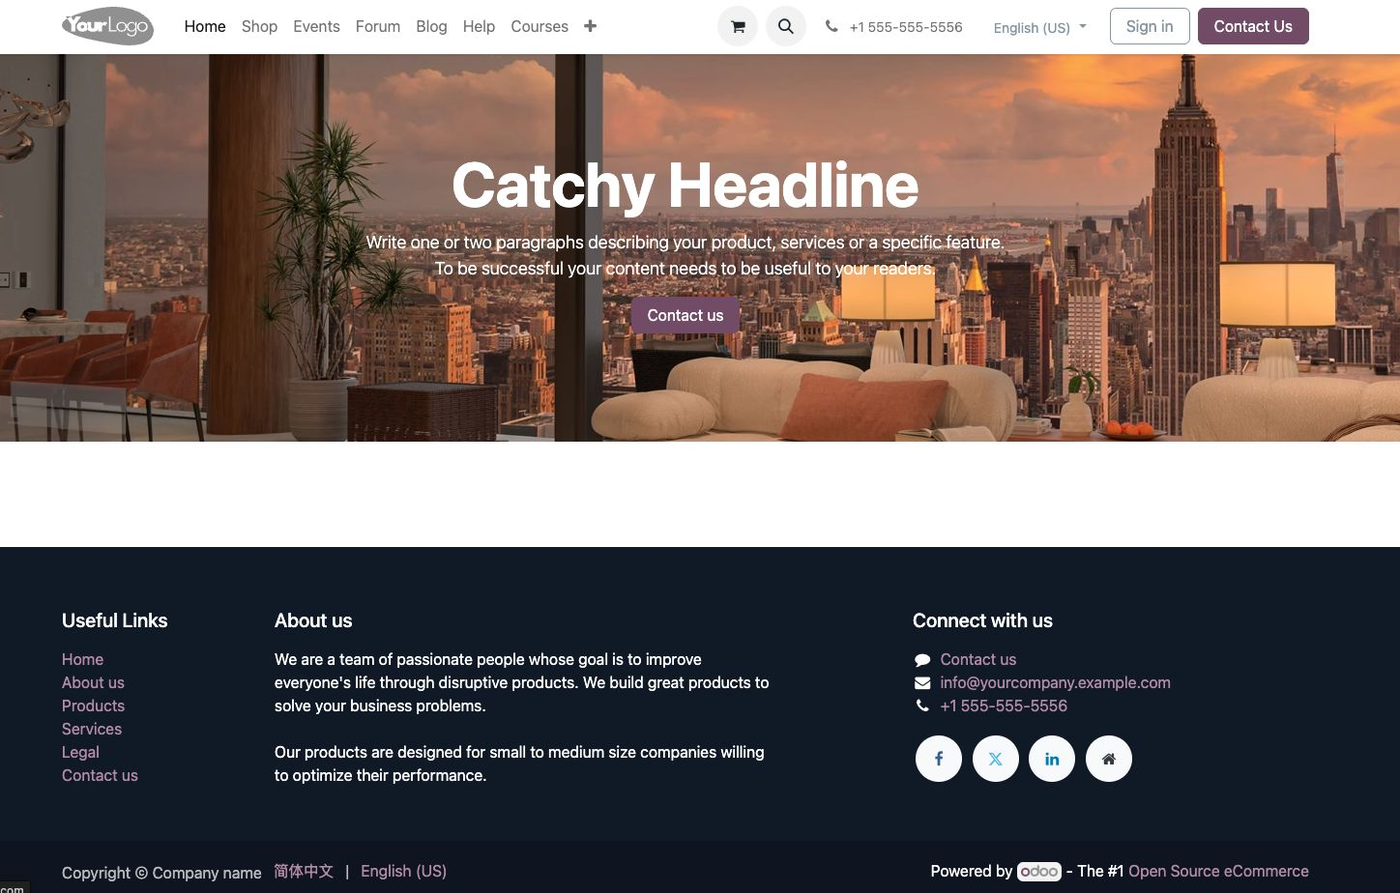 YourLogo
Home Shop Events Forum Blog Help Courses
+1 555-555-5556
English (US)
Sign in
Contact Us
Catchy Headline
Write one or two paragraphs describing your product, services or a specific feature.
To be successful your content needs to be useful to your readers.
Contact us
Useful Links
Home
About us
Products
Services
Legal
Contact us
About us
We are a team of passionate people whose goal is to improve
everyone's life through disruptive products. We build great products to
solve your business problems.
Our products are designed for small to medium size companies willing
to optimize their performance.
Connect with us
Contact us
info@yourcompany.example.com
+1 555-555-5556
Copyright © Company name 简体中文 | English (US)
Powered by odoo - The #1 Open Source eCommerce